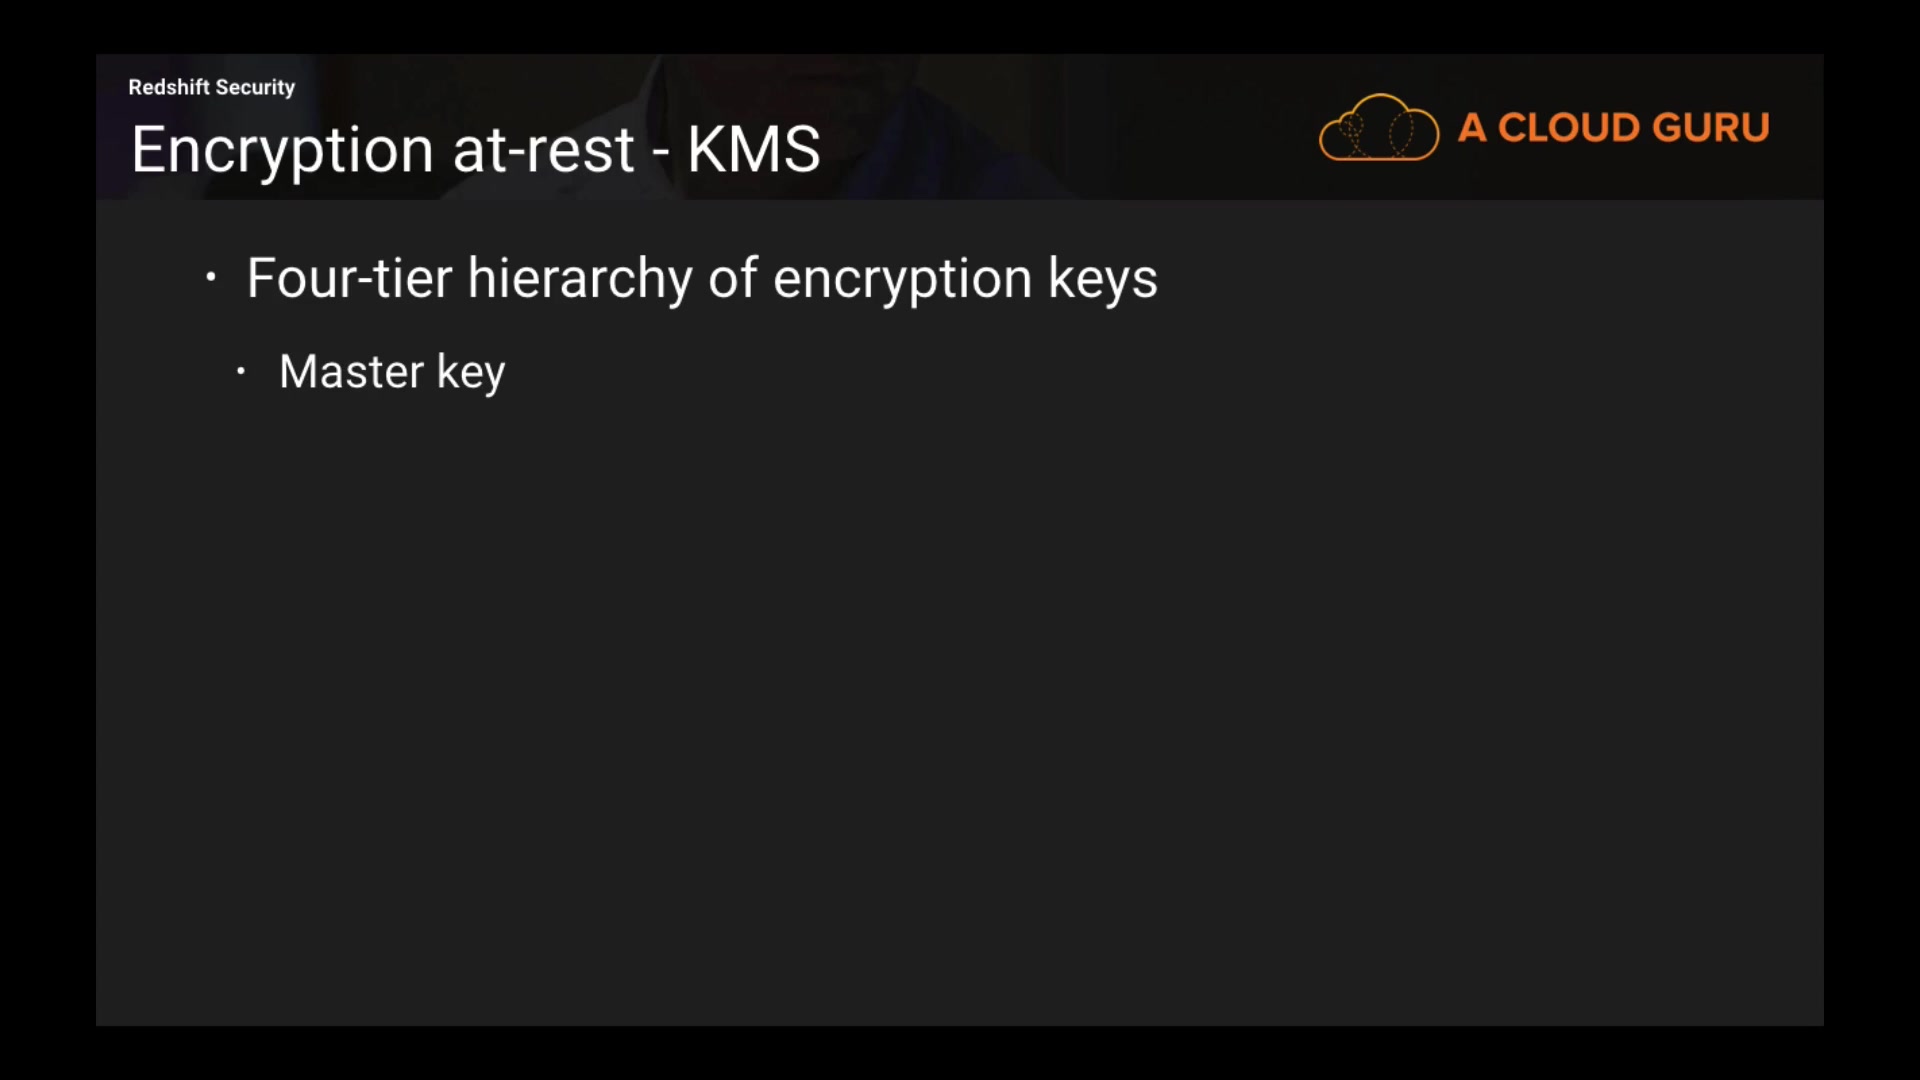 Redshift Security
Encryption at-rest - KMS
A CLOUD GURU
• Four-tier hierarchy of encryption keys
• Master key